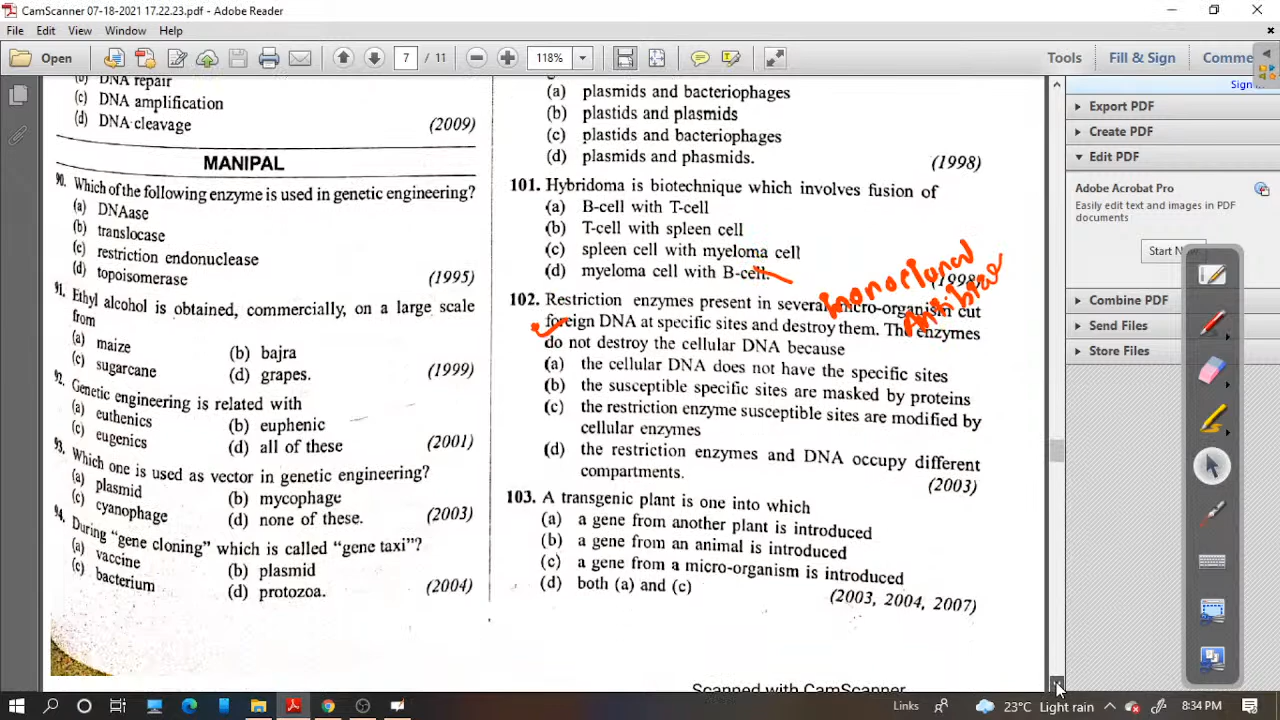 CamScanner 07-18-2021 17.22.23.pdf - Adobe Reader
File Edit View Window Help
Open
7 / 11
118%
Tools
Fill & Sign
Comme
Sign
Export PDF
Create PDF
Edit PDF
Adobe Acrobat Pro
Easily edit text and images in PDF
documents
Start Now
Combine PDF
Send Files
Store Files
(b) DNA repair
(c) DNA amplification
(d) DNA cleavage
(2009)
MANIPAL
90. Which of the following enzyme is used in genetic engineering?
(a) DNAase
(b) translocase
(c) restriction endonuclease
(d) topoisomerase (1995)
91. Ethyl alcohol is obtained, commercially, on a large scale
from
(a) maize (b) bajra
(c) sugarcane (d) grapes. (1999)
92. Genetic engineering is related with
(a) euthenics (b) euphenic
(c) eugenics (d) all of these (2001)
93. Which one is used as vector in genetic engineering?
(a) plasmid (b) mycophage
(c) cyanophage (d) none of these. (2003)
94. During "gene cloning" which is called "gene taxi"?
(a) vaccine (b) plasmid
(c) bacterium (d) protozoa. (2004)
(a) plasmids and bacteriophages
(b) plastids and plasmids
(c) plastids and bacteriophages
(d) plasmids and phasmids. (1998)
101. Hybridoma is biotechnique which involves fusion of
(a) B-cell with T-cell
(b) T-cell with spleen cell
(c) spleen cell with myeloma cell
(d) myeloma cell with B-cell. (1998)
102. Restriction enzymes present in several micro-organism cut
foreign DNA at specific sites and destroy them. The enzymes
do not destroy the cellular DNA because
(a) the cellular DNA does not have the specific sites
(b) the susceptible specific sites are masked by proteins
(c) the restriction enzyme susceptible sites are modified by
cellular enzymes
(d) the restriction enzymes and DNA occupy different
compartments. (2003)
103. A transgenic plant is one into which
(a) a gene from another plant is introduced
(b) a gene from an animal is introduced
(c) a gene from a micro-organism is introduced
(d) both (a) and (c)
(2003, 2004, 2007)
Scanned with CamScanner
Links
23°C Light rain
8:34 PM